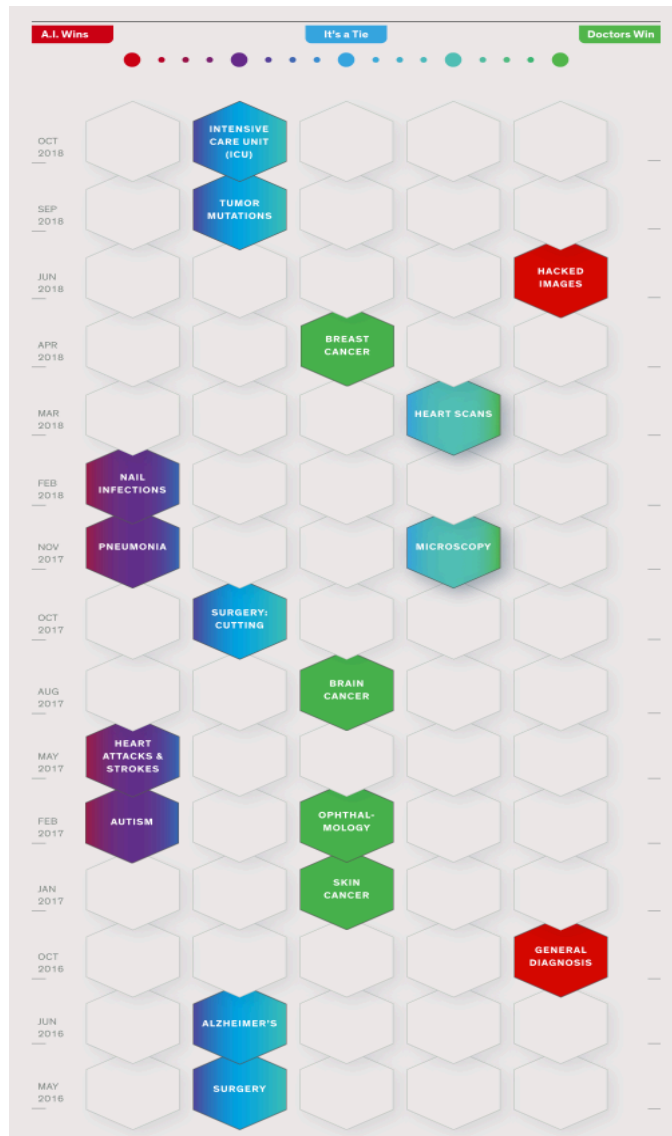 A.I. Wins
It's a Tie
Doctors Win
OCT
2018
INTENSIVE
CARE UNIT
(ICU)
SEP
2018
TUMOR
MUTATIONS
JUN
2018
HACKED
IMAGES
APR
2018
BREAST
CANCER
MAR
2018
HEART SCANS
FEB
2018
NAIL
INFECTIONS
NOV
2017
PNEUMONIA
MICROSCOPY
OCT
2017
SURGERY:
CUTTING
AUG
2017
BRAIN
CANCER
MAY
2017
HEART
ATTACKS &
STROKES
FEB
2017
AUTISM
OPHTHAL-
MOLOGY
JAN
2017
SKIN
CANCER
OCT
2016
GENERAL
DIAGNOSIS
JUN
2016
ALZHEIMER'S
MAY
2016
SURGERY